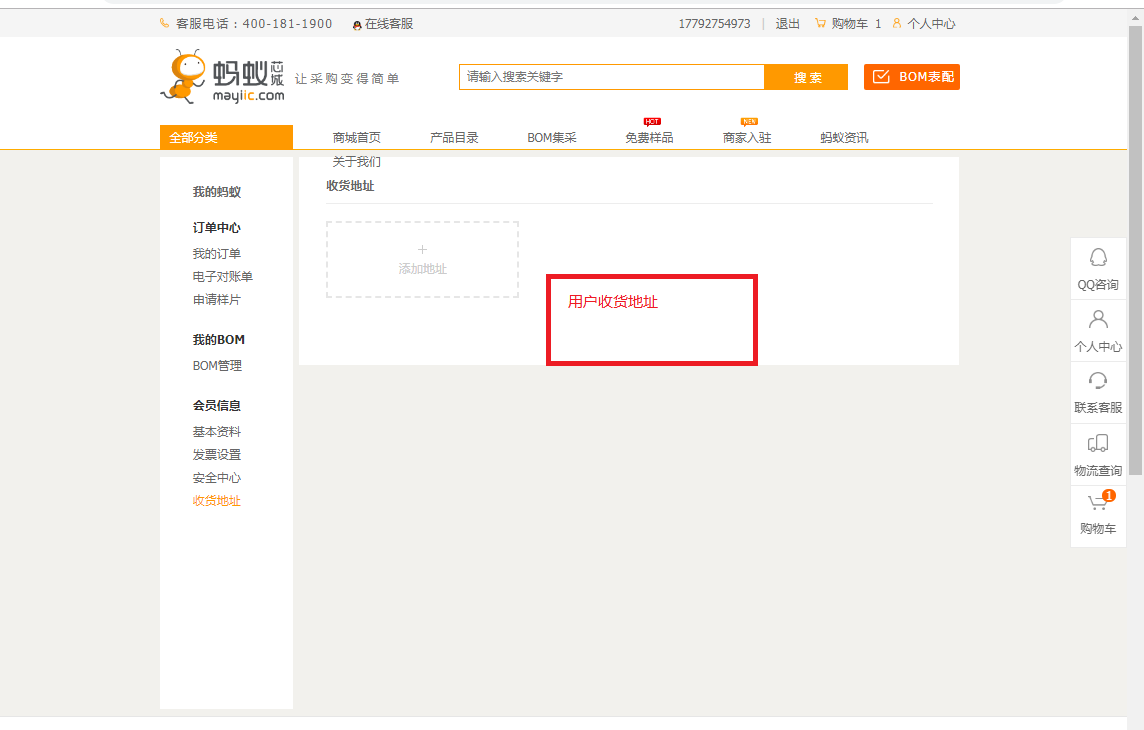 客服电话：400-181-1900 在线客服 17792754973 | 退出 购物车 1 个人中心
蚂蚁芯城
mayiic.com
让采购变得简单
请输入搜索关键字 搜 索 BOM表配
HOT NEW
全部分类 商城首页 产品目录 BOM集采 免费样品 商家入驻 蚂蚁资讯
关于我们
我的蚂蚁
订单中心
我的订单
电子对账单
申请样片
我的BOM
BOM管理
会员信息
基本资料
发票设置
安全中心
收货地址
收货地址
+
添加地址
用户收货地址
QQ咨询
个人中心
联系客服
物流查询
1
购物车